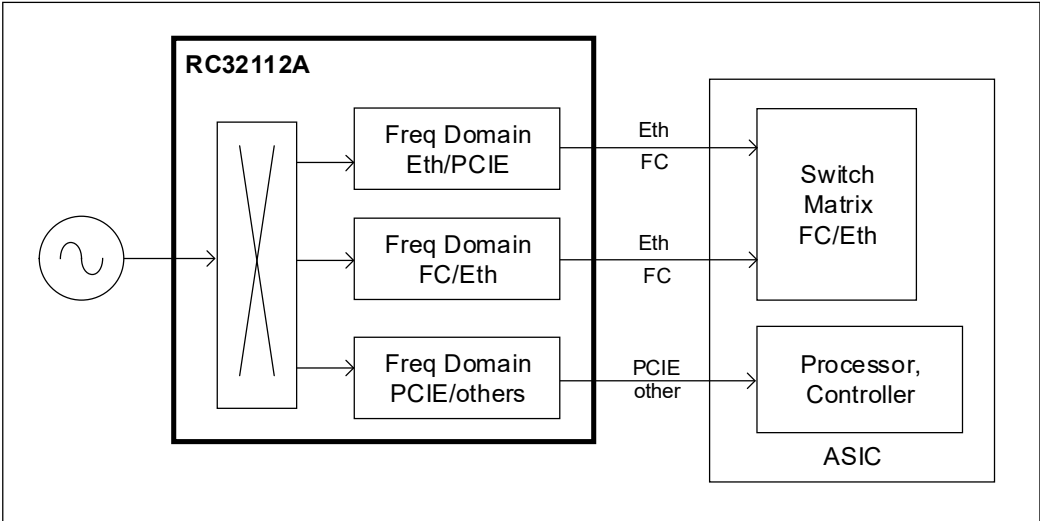 RC32112A
Freq Domain
Eth/PCIE
Eth
FC
Switch
Matrix
FC/Eth
Freq Domain
FC/Eth
Eth
FC
Freq Domain
PCIE/others
PCIE
other
Processor,
Controller
ASIC